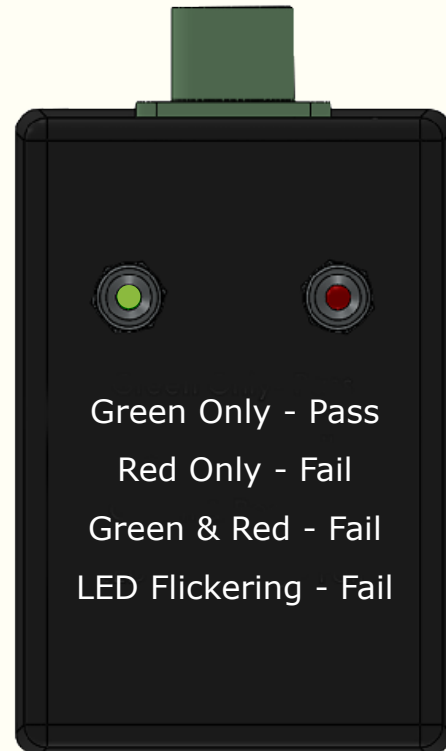 Green Only - Pass
Red Only - Fail
Green & Red - Fail
LED Flickering - Fail